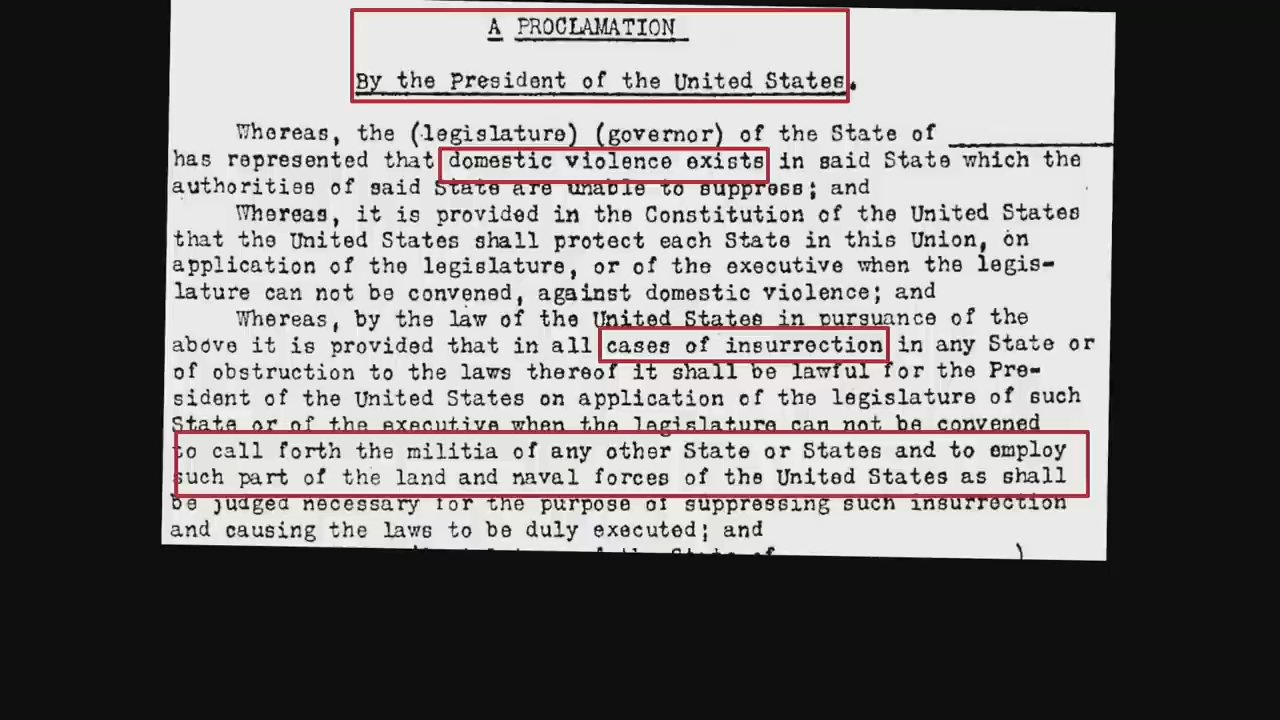 A PROCLAMATION
By the President of the United States.
Whereas, the (legislature) (governor) of the State of
has represented that domestic violence exists in said State which the
authorities of said State are unable to suppress; and
Whereas, it is provided in the Constitution of the United States
that the United States shall protect each State in this Union, on
application of the legislature, or of the executive when the legis-
lature can not be convened, against domestic violence; and
Whereas, by the law of the United States in pursuance of the
above it is provided that in all cases of insurrection in any State or
of obstruction to the laws thereof it shall be lawful for the Pre-
sident of the United States on application of the legislature of such
State or of the executive when the legislature can not be convened
to call forth the militia of any other State or States and to employ
such part of the land and naval forces of the United States as shall
be judged necessary for the purpose of suppressing such insurrection
and causing the laws to be duly executed; and
of the State of )